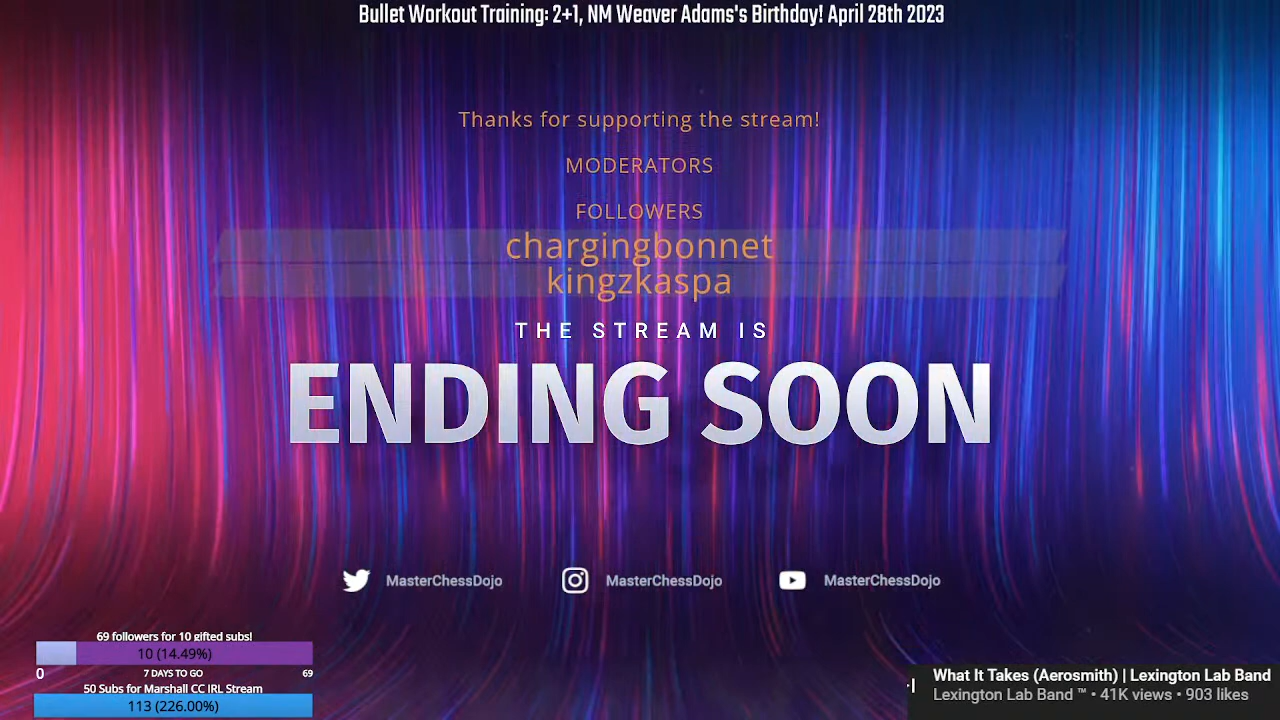 Bullet Workout Training: 2+1, NM Weaver Adams's Birthday! April 28th 2023
Thanks for supporting the stream!
MODERATORS
FOLLOWERS
chargingbonnet
kingzkaspa
THE STREAM IS
ENDING SOON
MasterChessDojo MasterChessDojo MasterChessDojo
69 followers for 10 gifted subs!
10 (14.49%)
0 7 DAYS TO GO 69
50 Subs for Marshall CC IRL Stream
113 (226.00%)
What It Takes (Aerosmith) | Lexington Lab Band
Lexington Lab Band ™ • 41K views • 903 likes